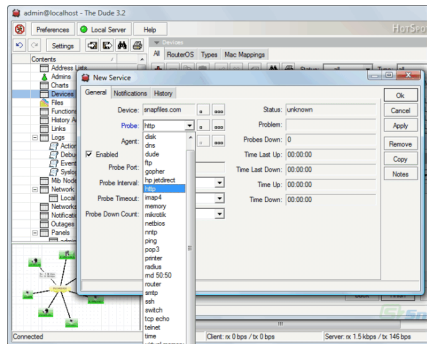 admin@localhost - The Dude 3.2
Preferences Local Server Help
Settings
Contents
Address Lists
Admins
Charts
Devices
Files
Functions
History A
Links
Logs
Action
Debu
Event
Syslo
Mib Node
Network
Local
Networks
Notificati
Outages
Panels
Devices
All RouterOS Types Mac Mappings
New Service
General Notifications History
Device: snapfiles.com
Probe: http
Agent:
Enabled
Probe Port:
Probe Interval:
Probe Timeout:
Probe Down Count:
disk
dns
dude
ftp
gopher
hp jetdirect
http
imap4
memory
mikrotik
netbios
nntp
ping
pop3
printer
radius
rnd 50:50
router
smtp
ssh
switch
tcp echo
telnet
time
Status: unknown
Problem:
Probes Down: 0
Time Last Up: 00:00:00
Time Last Down: 00:00:00
Time Up: 00:00:00
Time Down: 00:00:00
Ok
Cancel
Apply
Remove
Copy
Notes
Connected
Client: rx 0 bps / tx 0 bps
Server: rx 1.5 kbps / tx 146 bps